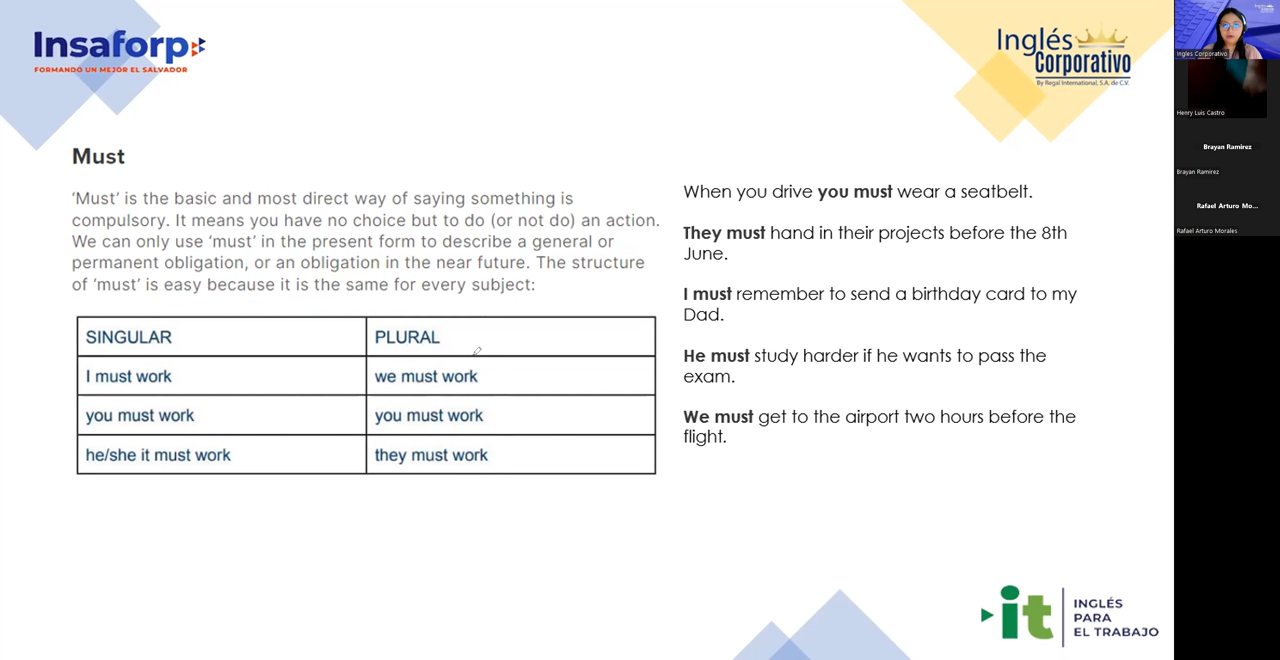 Insaforp
FORMANDO UN MEJOR EL SALVADOR
Inglés
Corporativo
By Regal International, S.A. de C.V.
Must
‘Must’ is the basic and most direct way of saying something is
compulsory. It means you have no choice but to do (or not do) an action.
We can only use ‘must’ in the present form to describe a general or
permanent obligation, or an obligation in the near future. The structure
of ‘must’ is easy because it is the same for every subject:
SINGULAR PLURAL
I must work we must work
you must work you must work
he/she it must work they must work
When you drive you must wear a seatbelt.
They must hand in their projects before the 8th
June.
I must remember to send a birthday card to my
Dad.
He must study harder if he wants to pass the
exam.
We must get to the airport two hours before the
flight.
it
INGLÉS
PARA
EL TRABAJO
Inglés Corporativo
Henry Luis Castro
Brayan Ramirez
Brayan Ramirez
Rafael Arturo Mo...
Rafael Arturo Morales